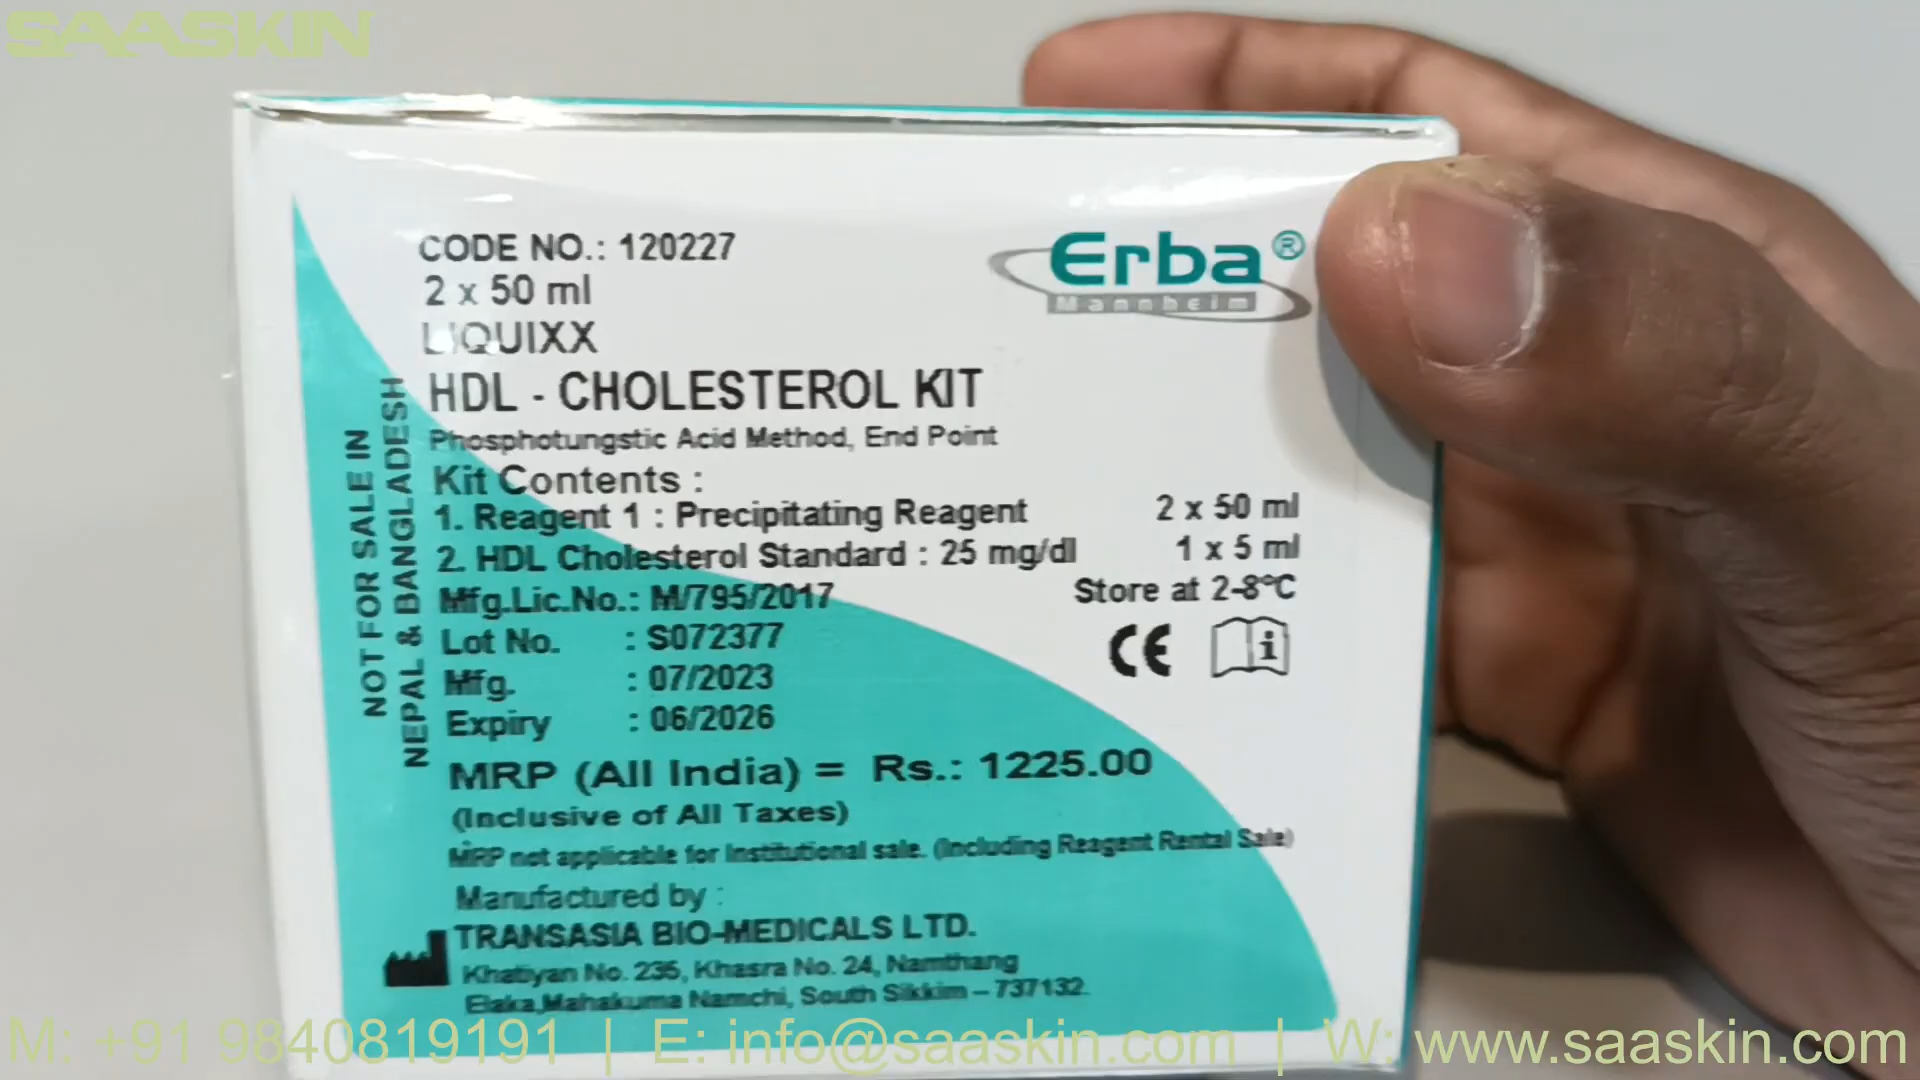 SAASKIN
CODE NO.: 120227
2 x 50 ml
LIQUIXX
Erba®
Mannheim
HDL - CHOLESTEROL KIT
Phosphotungstic Acid Method, End Point
Kit Contents :
1. Reagent 1 : Precipitating Reagent 2 x 50 ml
2. HDL Cholesterol Standard : 25 mg/dl 1 x 5 ml
Mfg.Lic.No.: M/795/2017 Store at 2-8°C
Lot No. : S072377
Mfg. : 07/2023
Expiry : 06/2026
CE
i
NOT FOR SALE IN
NEPAL & BANGLADESH
MRP (All India) = Rs.: 1225.00
(Inclusive of All Taxes)
MRP not applicable for Institutional sale. (Including Reagent Rental Sale)
Manufactured by :
TRANSASIA BIO-MEDICALS LTD.
Khatiyan No. 235, Khasra No. 24, Namthang
Elaka,Mahakuma Namchi, South Sikkim – 737132.
M: +91 9840819191 | E: info@saaskin.com | W: www.saaskin.com